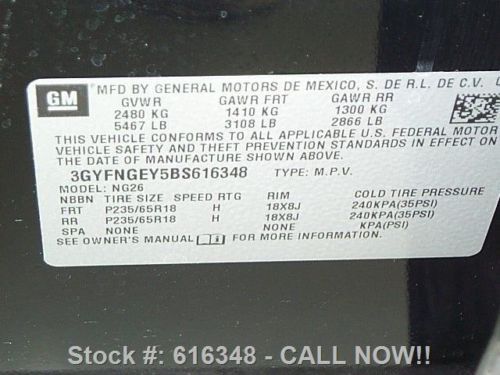 GM
MFD BY GENERAL MOTORS DE MEXICO, S. DE R.L. DE C.V.
GVWR GAWR FRT GAWR RR
2480 KG 1410 KG 1300 KG
5467 LB 3108 LB 2866 LB
THIS VEHICLE CONFORMS TO ALL APPLICABLE U.S. FEDERAL MOTOR
VEHICLE SAFETY AND THEFT PREVENTION STANDARDS IN EFFECT ON
THE DATE OF MANUFACTURE SHOWN ABOVE.
3GYFNGEY5BS616348 TYPE: M.P.V.
MODEL: NG26
NBBN TIRE SIZE SPEED RTG RIM COLD TIRE PRESSURE
FRT P235/65R18 H 18X8J 240KPA(35PSI)
RR P235/65R18 H 18X8J 240KPA(35PSI)
SPA NONE NONE KPA(PSI)
SEE OWNER'S MANUAL FOR MORE INFORMATION.
Stock #: 616348 - CALL NOW!!